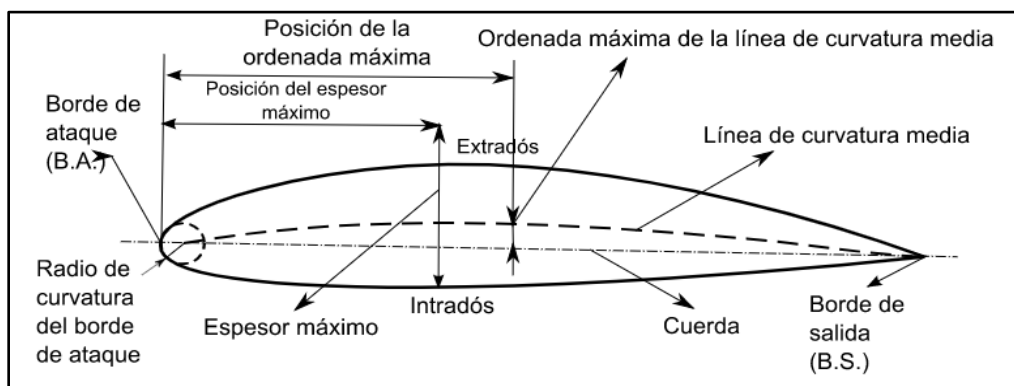 Posición de la
ordenada máxima
Ordenada máxima de la línea de curvatura media
Posición del espesor
máximo
Borde de
ataque
(B.A.)
Extradós
Línea de curvatura media
Radio de
curvatura
del borde
de ataque
Espesor máximo
Intradós
Cuerda
Borde de
salida
(B.S.)